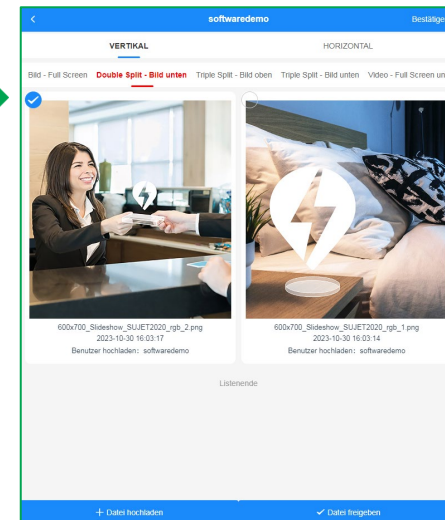 softwaredemo
Bestätige
VERTIKAL
HORIZONTAL
Bild - Full Screen
Double Split - Bild unten
Triple Split - Bild oben
Triple Split - Bild unten
Video - Full Screen un
600x700_Slideshow_SUJET2020_rgb_2.png
2023-10-30 16:03:17
Benutzer hochladen: softwaredemo
600x700_Slideshow_SUJET2020_rgb_1.png
2023-10-30 16:03:14
Benutzer hochladen: softwaredemo
Listenende
+ Datei hochladen
✓ Datei freigeben